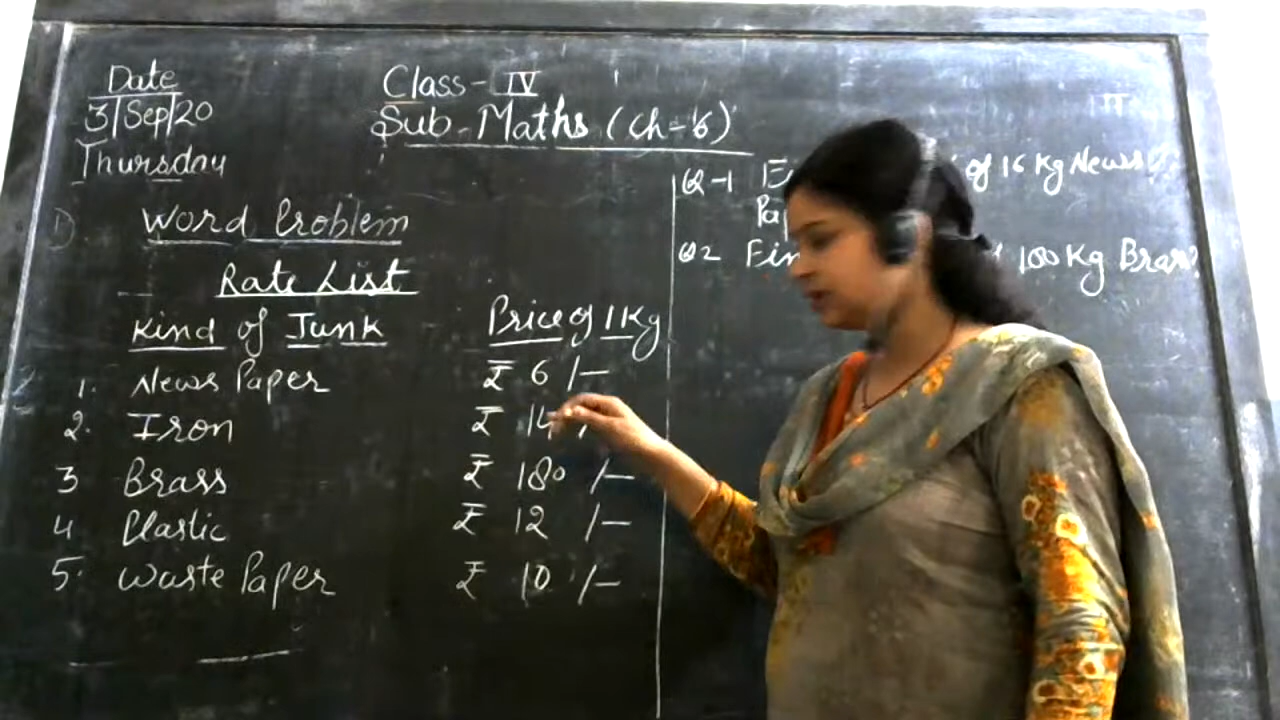 Date
3/Sep/20
Thursday
Class - IV
Sub - Maths (Ch-6)
Word Problem
Rate List
Kind of Junk Price of 1 Kg
1. News Paper ₹ 6 /-
2. Iron ₹ 14
3 Brass ₹ 180 /-
4 Plastic ₹ 12 /-
5. Waste Paper ₹ 10 /-
Q-1 of 16 Kg News
Q2 100 Kg Brass?